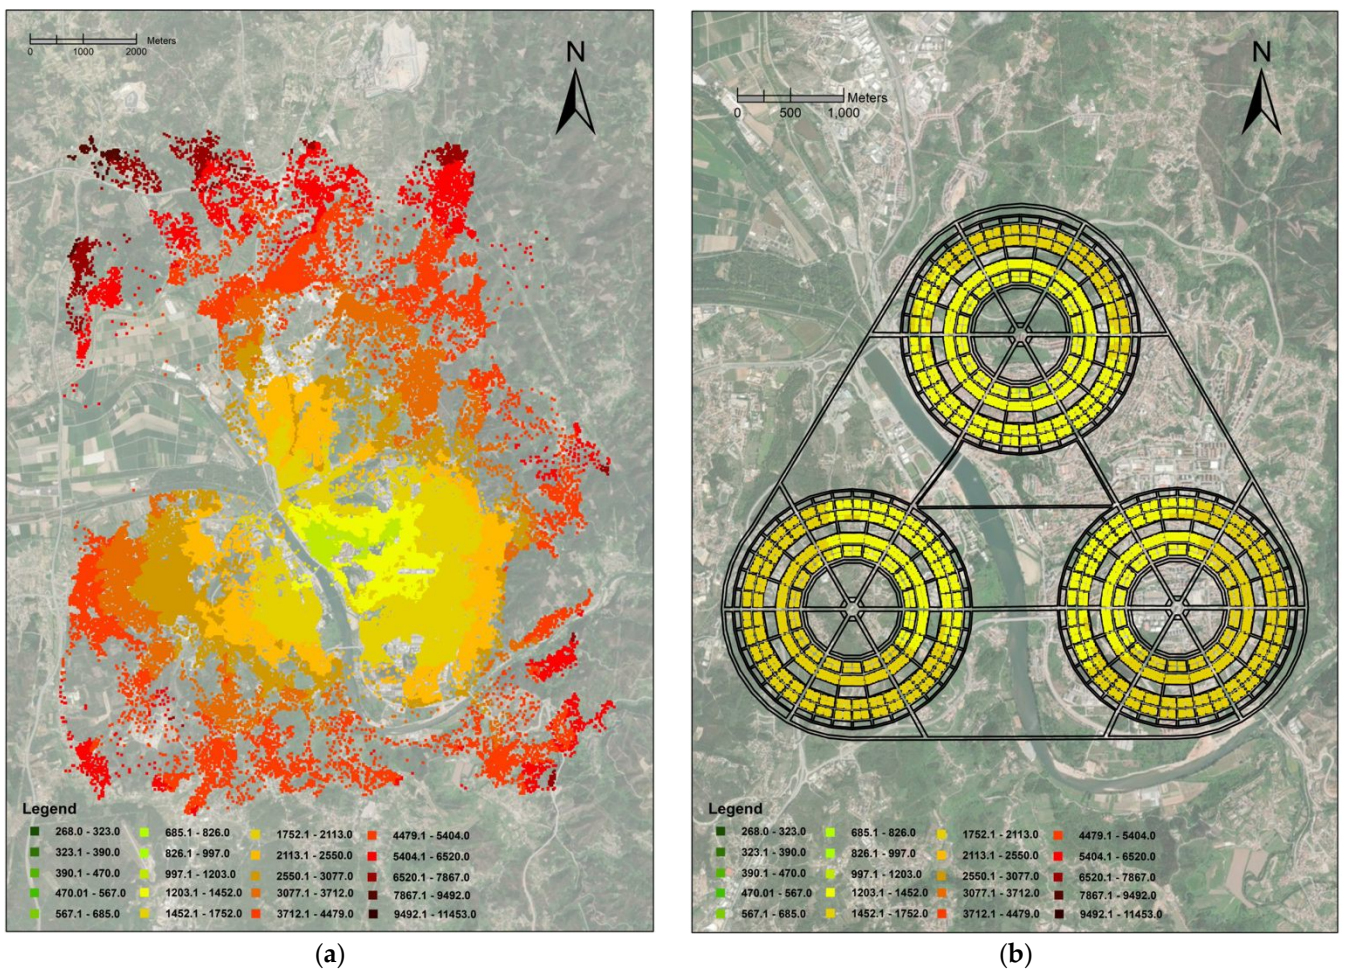 0 1000 2000 Meters
N
Legend
268.0 - 323.0 685.1 - 826.0 1752.1 - 2113.0 4479.1 - 5404.0
323.1 - 390.0 826.1 - 997.0 2113.1 - 2550.0 5404.1 - 6520.0
390.1 - 470.0 997.1 - 1203.0 2550.1 - 3077.0 6520.1 - 7867.0
470.01 - 567.0 1203.1 - 1452.0 3077.1 - 3712.0 7867.1 - 9492.0
567.1 - 685.0 1452.1 - 1752.0 3712.1 - 4479.0 9492.1 - 11453.0
(a)
N
Meters
0 500 1,000
Legend
268.0 - 323.0 685.1 - 826.0 1752.1 - 2113.0 4479.1 - 5404.0
323.1 - 390.0 826.1 - 997.0 2113.1 - 2550.0 5404.1 - 6520.0
390.1 - 470.0 997.1 - 1203.0 2550.1 - 3077.0 6520.1 - 7867.0
470.01 - 567.0 1203.1 - 1452.0 3077.1 - 3712.0 7867.1 - 9492.0
567.1 - 685.0 1452.1 - 1752.0 3712.1 - 4479.0 9492.1 - 11453.0
(b)